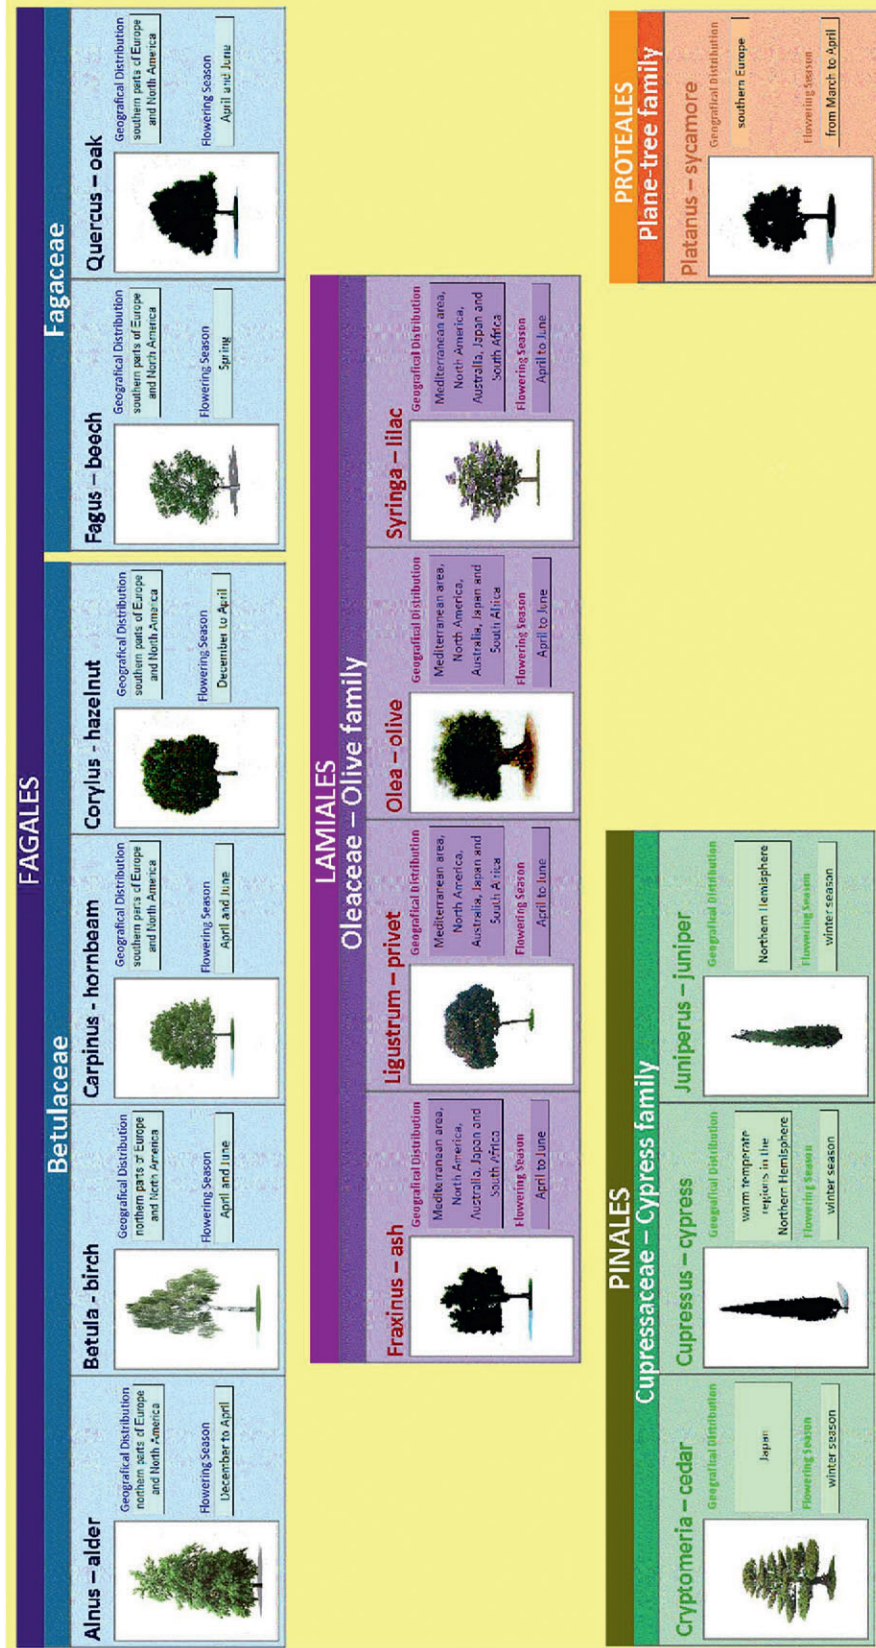 FAGALES
Betulaceae
Alnus – alder
Geografical Distribution
northern parts of Europe
and North America
Flowering Season
December to April
Betula - birch
Geografical Distribution
northern parts of Europe
and North America
Flowering Season
April and June
Carpinus - hornbeam
Geografical Distribution
southern parts of Europe
and North America
Flowering Season
April and June
Corylus - hazelnut
Geografical Distribution
southern parts of Europe
and North America
Flowering Season
December to April
Fagaceae
Fagus – beech
Geografical Distribution
southern parts of Europe
and North America
Flowering Season
Spring
Quercus – oak
Geografical Distribution
southern parts of Europe
and North America
Flowering Season
April and June
LAMIALES
Oleaceae – Olive family
Fraxinus – ash
Geografical Distribution
Mediterranean area,
North America,
Australia, Japan and
South Africa
Flowering Season
April to June
Ligustrum – privet
Geografical Distribution
Mediterranean area,
North America,
Australia, Japan and
South Africa
Flowering Season
April to June
Olea – olive
Geografical Distribution
Mediterranean area,
North America,
Australia, Japan and
South Africa
Flowering Season
April to June
Syringa – lilac
Geografical Distribution
Mediterranean area,
North America,
Australia, Japan and
South Africa
Flowering Season
April to June
PINALES
Cupressaceae – Cypress family
Cryptomeria – cedar
Geografical Distribution
Japan
Flowering Season
winter season
Cupressus – cypress
Geografical Distribution
warm temperate
regions in the
Northern Hemisphere
Flowering Season
winter season
Juniperus – juniper
Geografical Distribution
Northern Hemisphere
Flowering Season
winter season
PROTEALES
Plane-tree family
Platanus – sycamore
Geografical Distribution
southern Europe
Flowering Season
from March to April